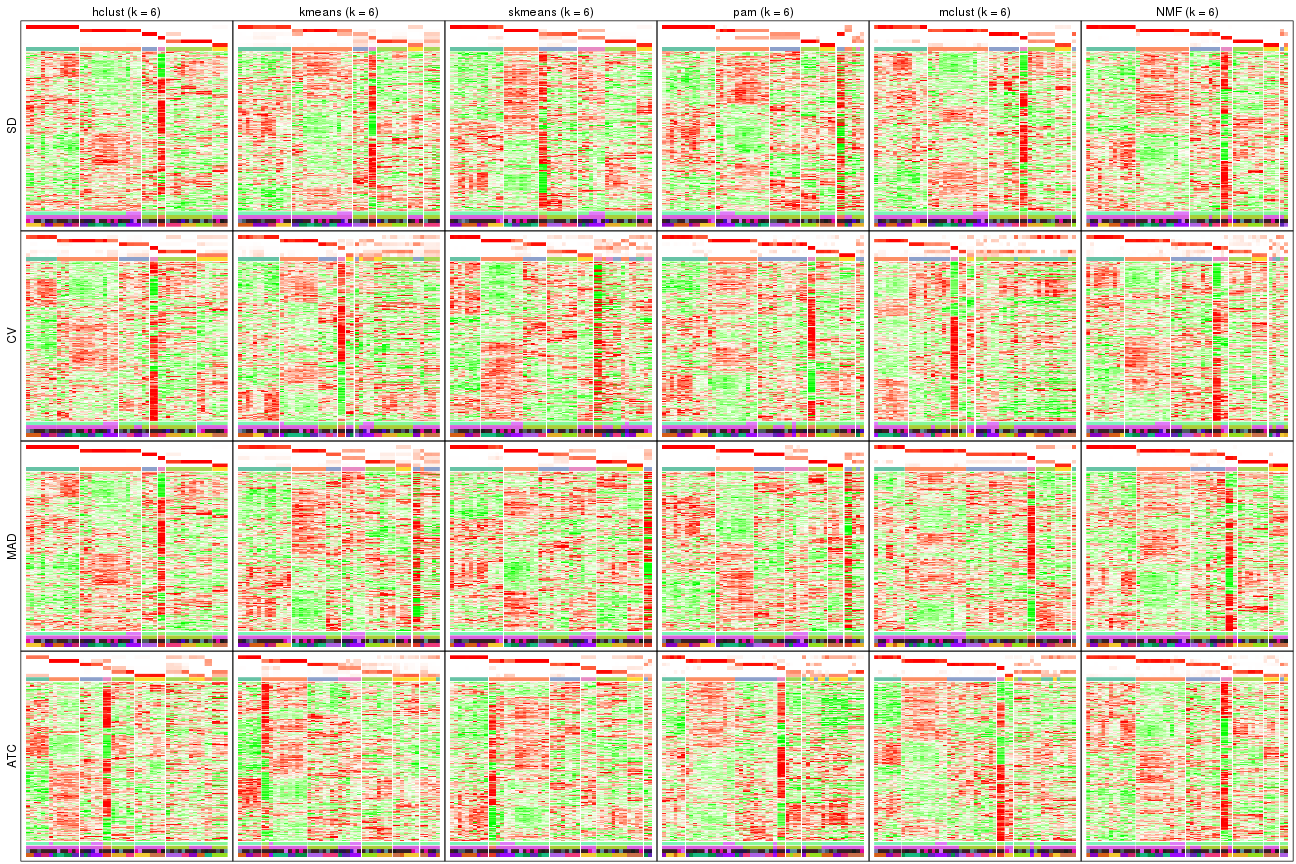 hclust (k = 6) kmeans (k = 6) skmeans (k = 6) pam (k = 6) mclust (k = 6) NMF (k = 6)
SD
CV
MAD
ATC